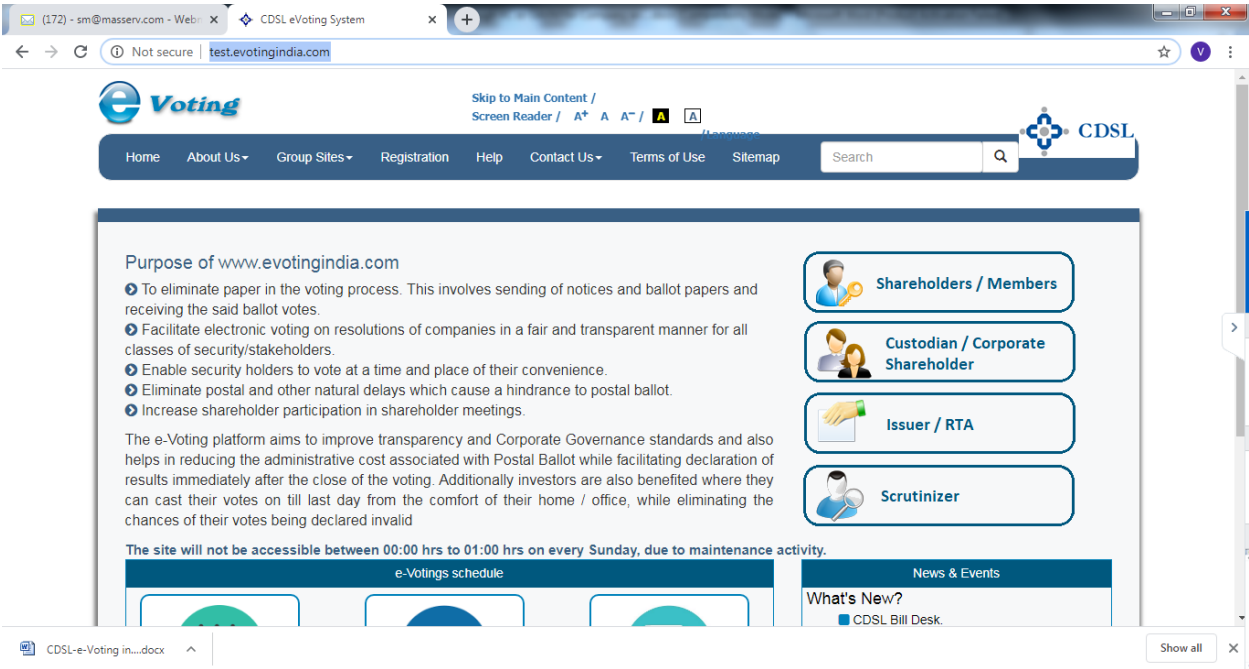 (172) - sm@masserv.com - Web
CDSL eVoting System
Not secure | test.evotingindia.com
V
e Voting
Skip to Main Content /
Screen Reader / A+ A A- / A A
/Language
CDSL
Home About Us Group Sites Registration Help Contact Us Terms of Use Sitemap Search
Purpose of www.evotingindia.com
To eliminate paper in the voting process. This involves sending of notices and ballot papers and
receiving the said ballot votes.
Facilitate electronic voting on resolutions of companies in a fair and transparent manner for all
classes of security/stakeholders.
Enable security holders to vote at a time and place of their convenience.
Eliminate postal and other natural delays which cause a hindrance to postal ballot.
Increase shareholder participation in shareholder meetings.
The e-Voting platform aims to improve transparency and Corporate Governance standards and also
helps in reducing the administrative cost associated with Postal Ballot while facilitating declaration of
results immediately after the close of the voting. Additionally investors are also benefited where they
can cast their votes on till last day from the comfort of their home / office, while eliminating the
chances of their votes being declared invalid
Shareholders / Members
Custodian / Corporate
Shareholder
Issuer / RTA
Scrutinizer
The site will not be accessible between 00:00 hrs to 01:00 hrs on every Sunday, due to maintenance activity.
e-Votings schedule
News & Events
What's New?
CDSL Bill Desk.
CDSL-e-Voting in....docx
Show all